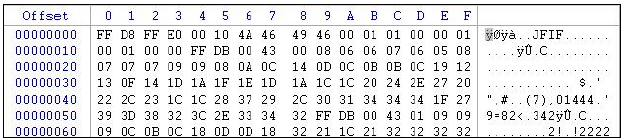 Offset 0 1 2 3 4 5 6 7 8 9 A B C D E F
00000000 FF D8 FF E0 00 10 4A 46 49 46 00 01 01 00 00 01 ÿØÿà..JFIF......
00000010 00 01 00 00 FF DB 00 43 00 08 06 06 07 06 05 08 ....ÿÛ.C........
00000020 07 07 07 09 09 08 0A 0C 14 0D 0C 0B 0B 0C 19 12 ................
00000030 13 0F 14 1D 1A 1F 1E 1D 1A 1C 1C 20 24 2E 27 20 ........... $.'
00000040 22 2C 23 1C 1C 28 37 29 2C 30 31 34 34 34 1F 27 ",#..(7),01444.'
00000050 39 3D 38 32 3C 2E 33 34 32 FF DB 00 43 01 09 09 9=82<.342ÿÛ.C...
00000060 09 0C 0B 0C 18 0D 0D 18 32 21 1C 21 32 32 32 32 ........2!.!2222